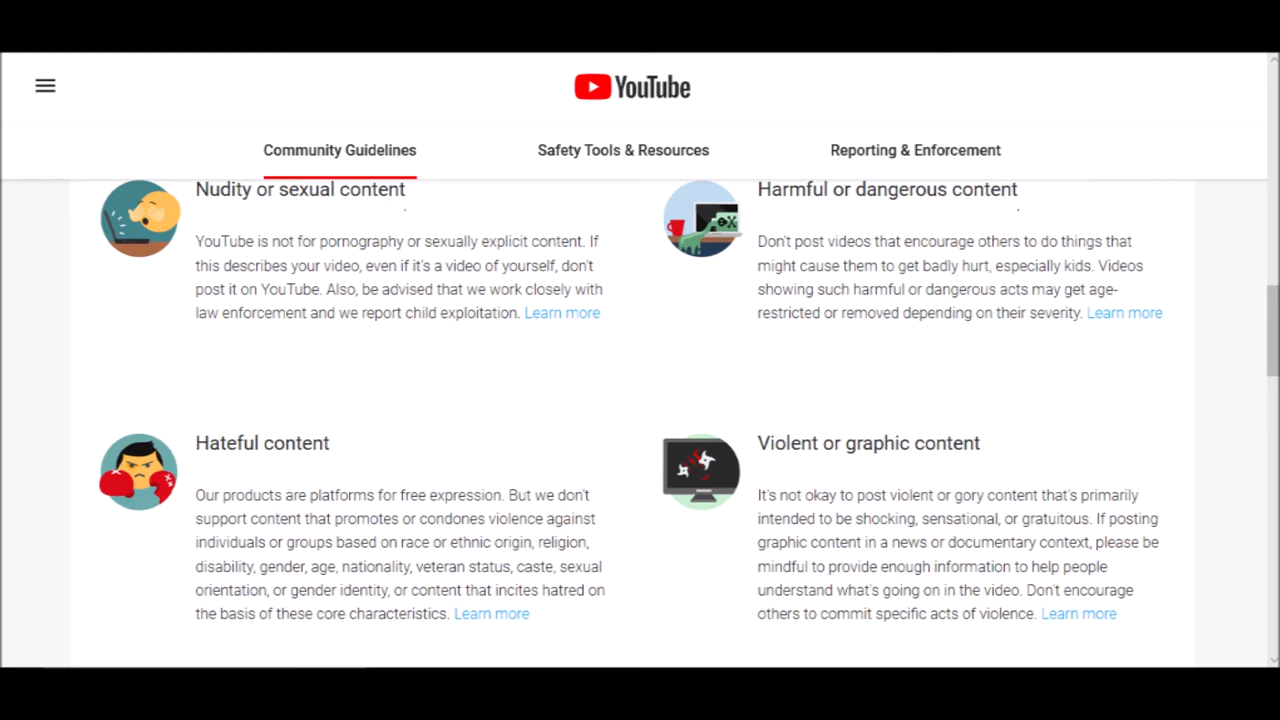 YouTube
Community Guidelines
Safety Tools & Resources
Reporting & Enforcement
Nudity or sexual content
YouTube is not for pornography or sexually explicit content. If
this describes your video, even if it's a video of yourself, don't
post it on YouTube. Also, be advised that we work closely with
law enforcement and we report child exploitation. Learn more
Harmful or dangerous content
Don't post videos that encourage others to do things that
might cause them to get badly hurt, especially kids. Videos
showing such harmful or dangerous acts may get age-
restricted or removed depending on their severity. Learn more
Hateful content
Our products are platforms for free expression. But we don't
support content that promotes or condones violence against
individuals or groups based on race or ethnic origin, religion,
disability, gender, age, nationality, veteran status, caste, sexual
orientation, or gender identity, or content that incites hatred on
the basis of these core characteristics. Learn more
Violent or graphic content
It's not okay to post violent or gory content that's primarily
intended to be shocking, sensational, or gratuitous. If posting
graphic content in a news or documentary context, please be
mindful to provide enough information to help people
understand what's going on in the video. Don't encourage
others to commit specific acts of violence. Learn more